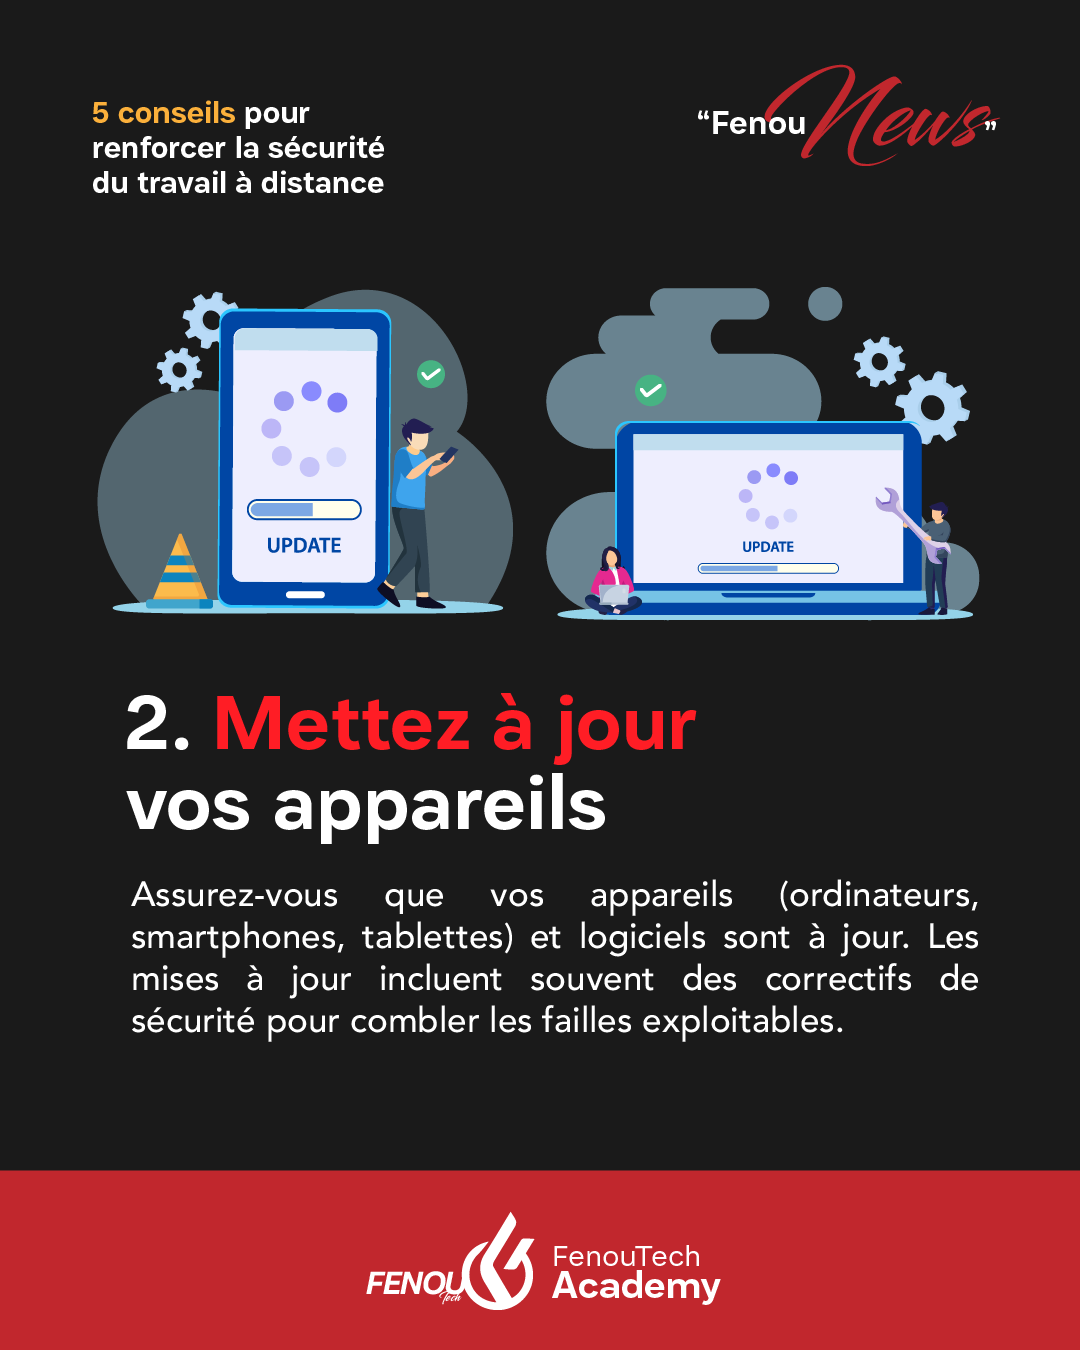 5 conseils pour
renforcer la sécurité
du travail à distance
“Fenou News”
UPDATE
UPDATE
2. Mettez à jour
vos appareils
Assurez-vous que vos appareils (ordinateurs,
smartphones, tablettes) et logiciels sont à jour. Les
mises à jour incluent souvent des correctifs de
sécurité pour combler les failles exploitables.
FENOU
Tech
FenouTech
Academy